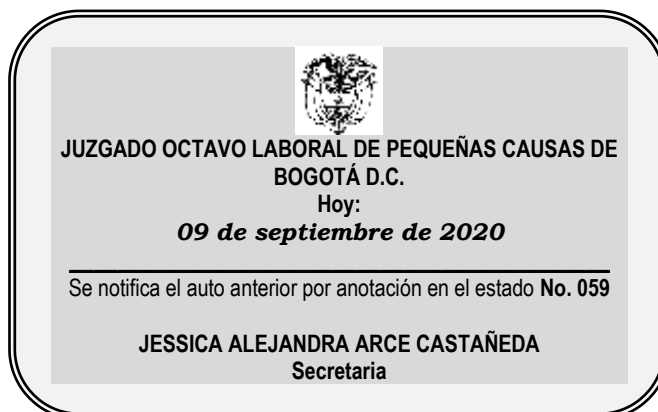 JUZGADO OCTAVO LABORAL DE PEQUEÑAS CAUSAS DE
BOGOTÁ D.C.
Hoy:
09 de septiembre de 2020
Se notifica el auto anterior por anotación en el estado No. 059
JESSICA ALEJANDRA ARCE CASTAÑEDA
Secretaria